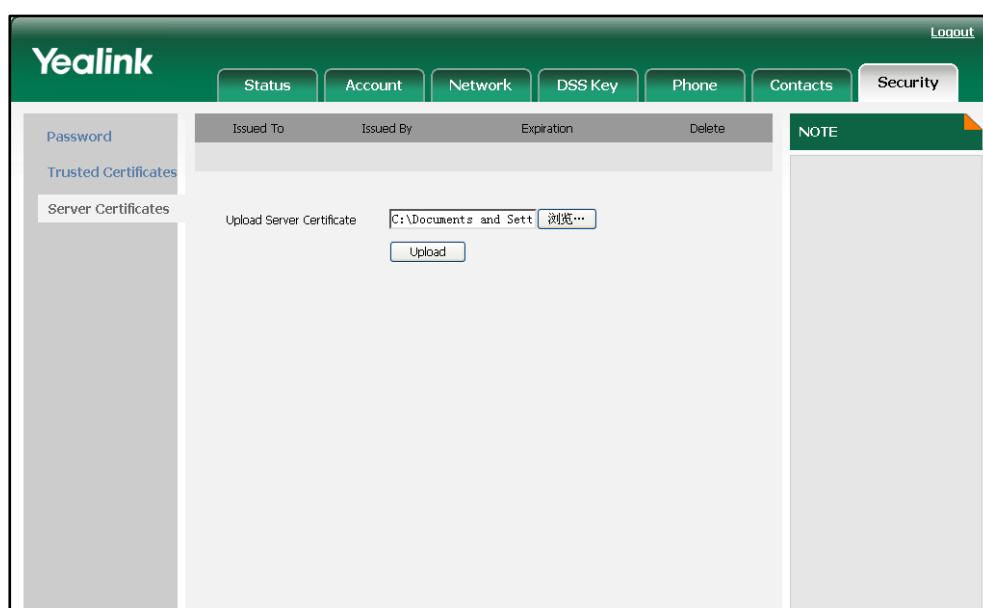 Logout
Yealink
Status Account Network DSS Key Phone Contacts Security
Password
Trusted Certificates
Server Certificates
Issued To Issued By Expiration Delete
Upload Server Certificate C:\Documents and Sett 浏览…
Upload
NOTE